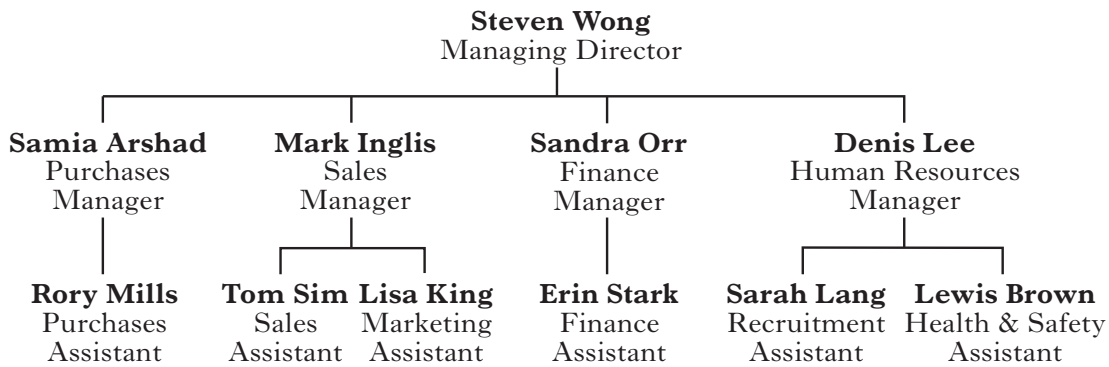 Steven Wong
Managing Director
Samia Arshad
Purchases
Manager
Mark Inglis
Sales
Manager
Sandra Orr
Finance
Manager
Denis Lee
Human Resources
Manager
Rory Mills
Purchases
Assistant
Tom Sim
Sales
Assistant
Lisa King
Marketing
Assistant
Erin Stark
Finance
Assistant
Sarah Lang
Recruitment
Assistant
Lewis Brown
Health & Safety
Assistant